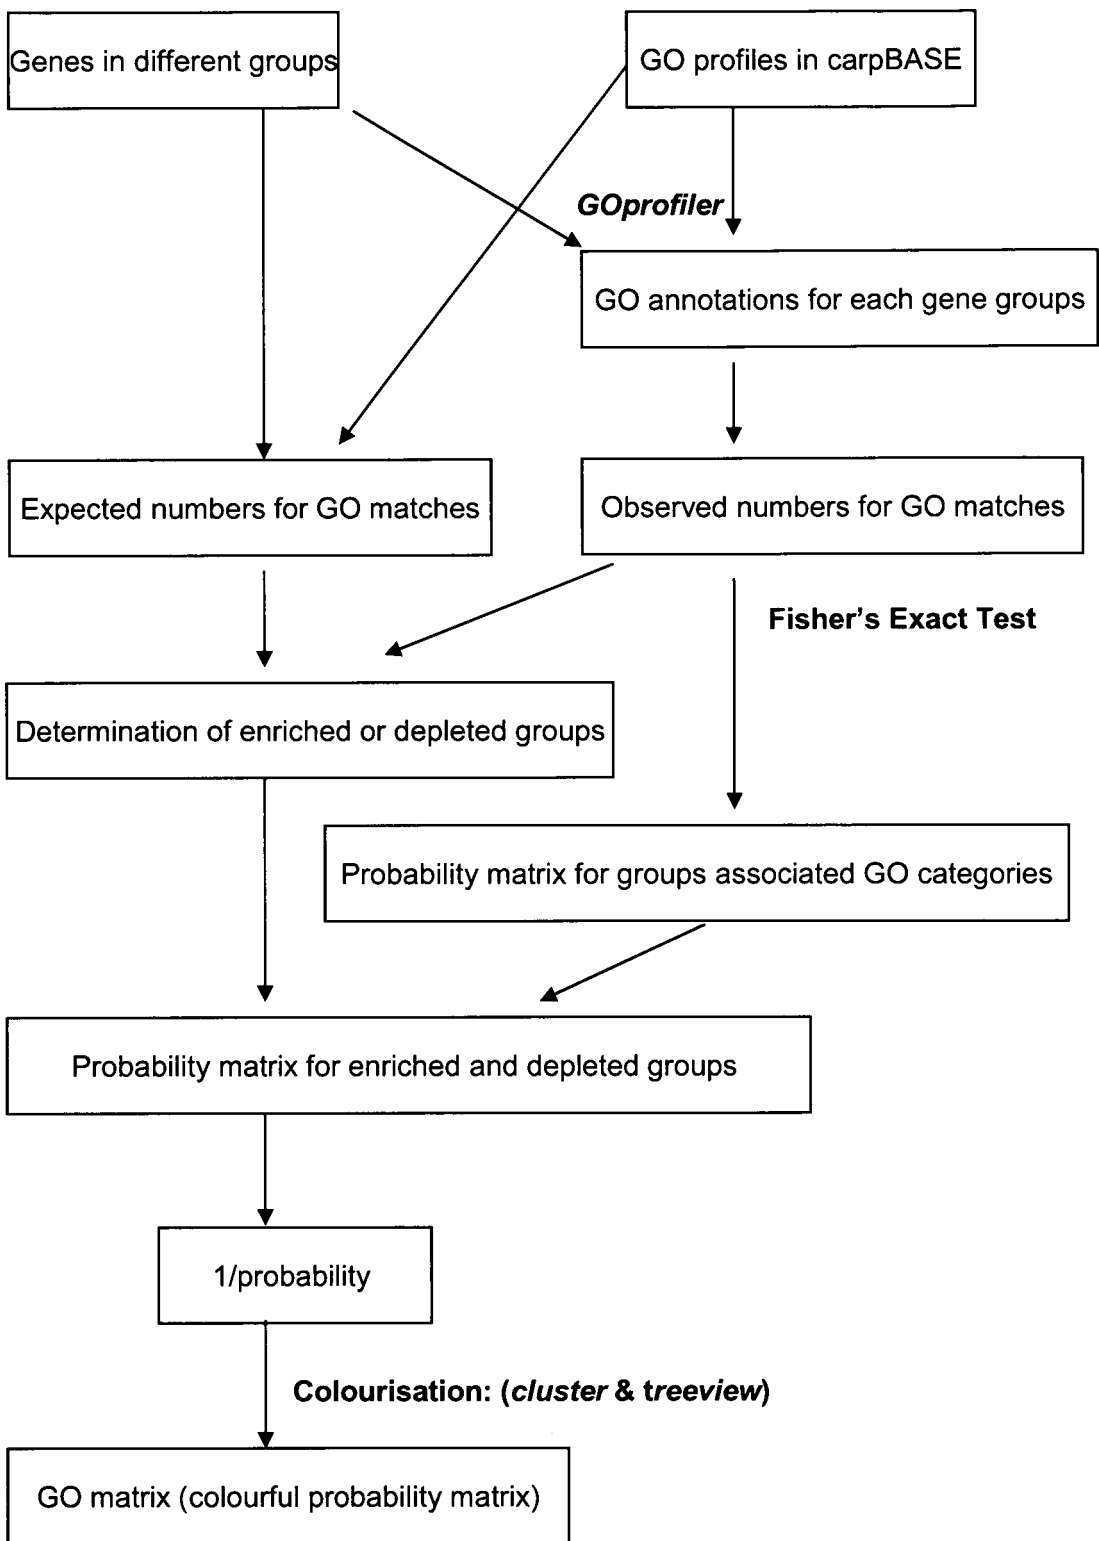 Genes in different groups
GO profiles in carpBASE
GOprofiler
GO annotations for each gene groups
Expected numbers for GO matches
Observed numbers for GO matches
Fisher's Exact Test
Determination of enriched or depleted groups
Probability matrix for groups associated GO categories
Probability matrix for enriched and depleted groups
1/probability
Colourisation: (cluster & treeview)
GO matrix (colourful probability matrix)